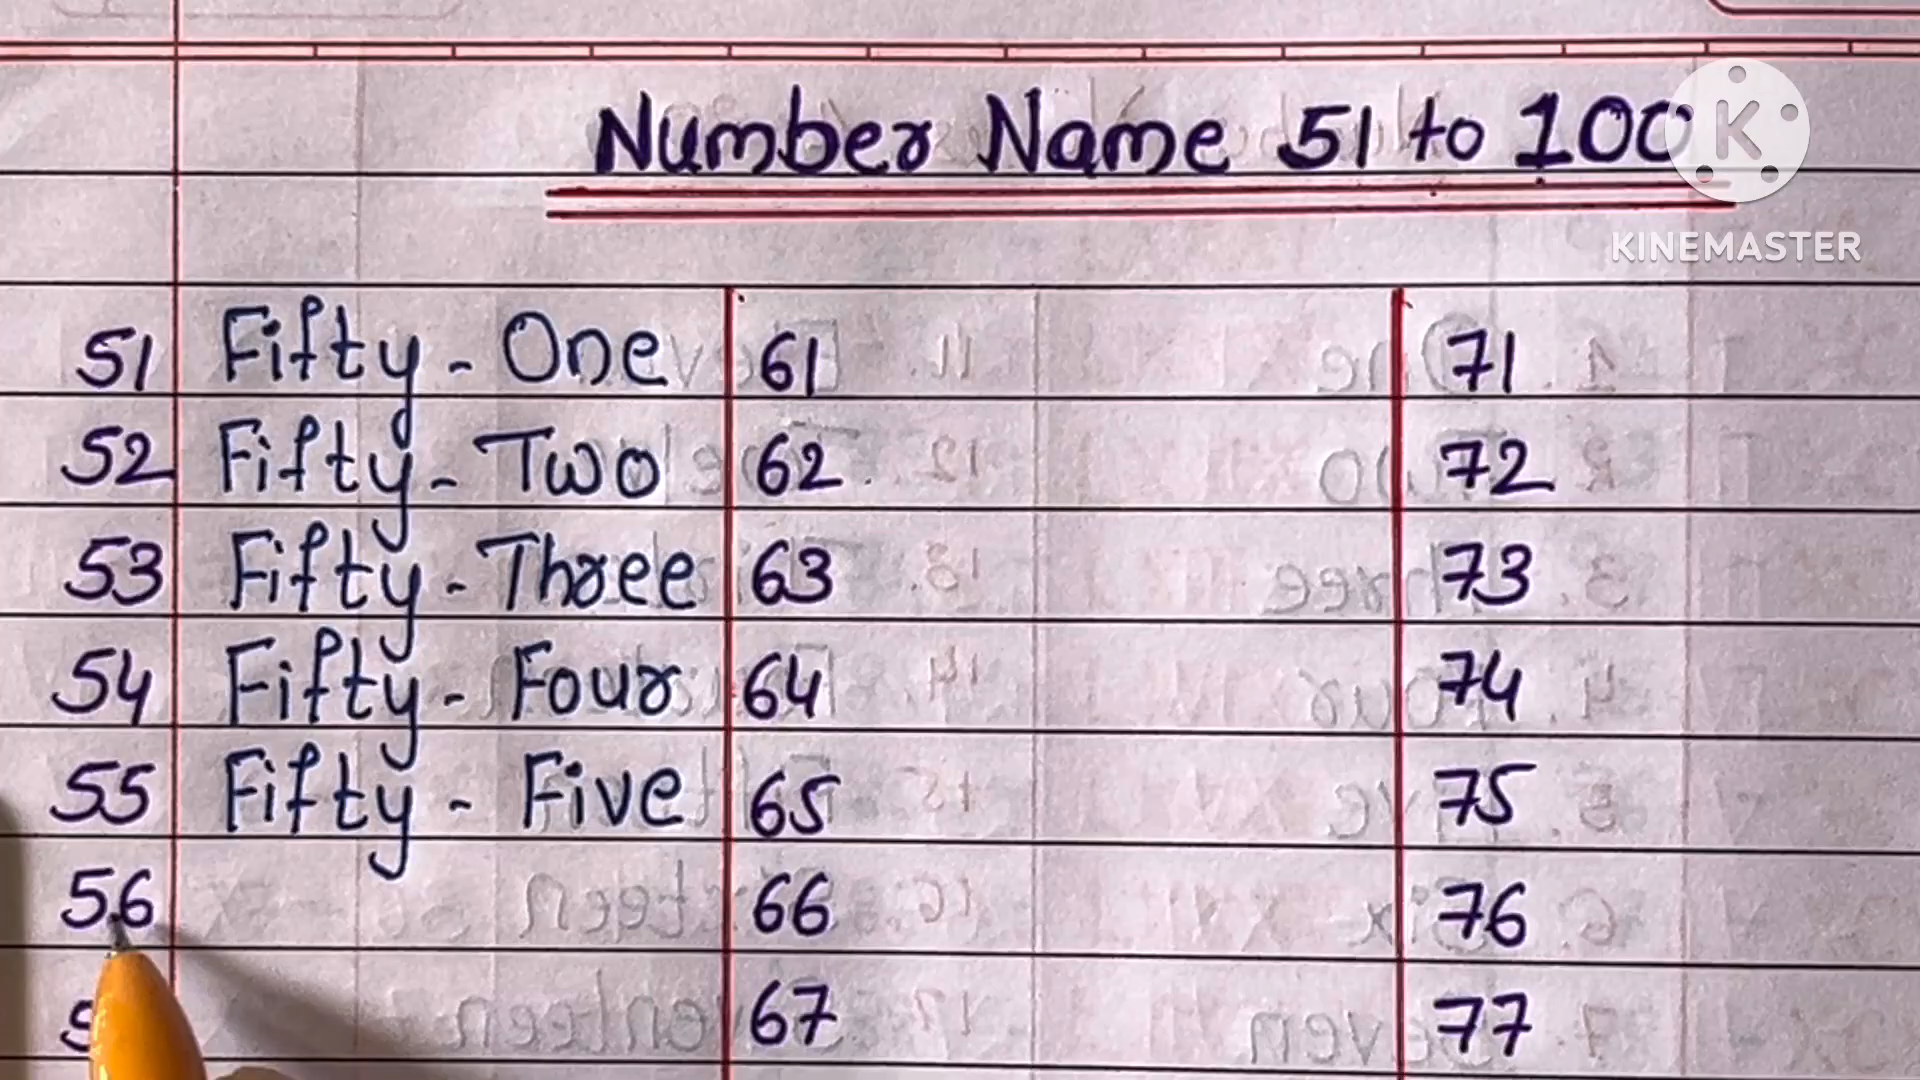 Number Name 51 to 100
KINEMASTER
51 Fifty - One 61 71
52 Fifty - Two 62 72
53 Fifty - Three 63 73
54 Fifty - Four 64 74
55 Fifty - Five 65 75
56 66 76
67 77